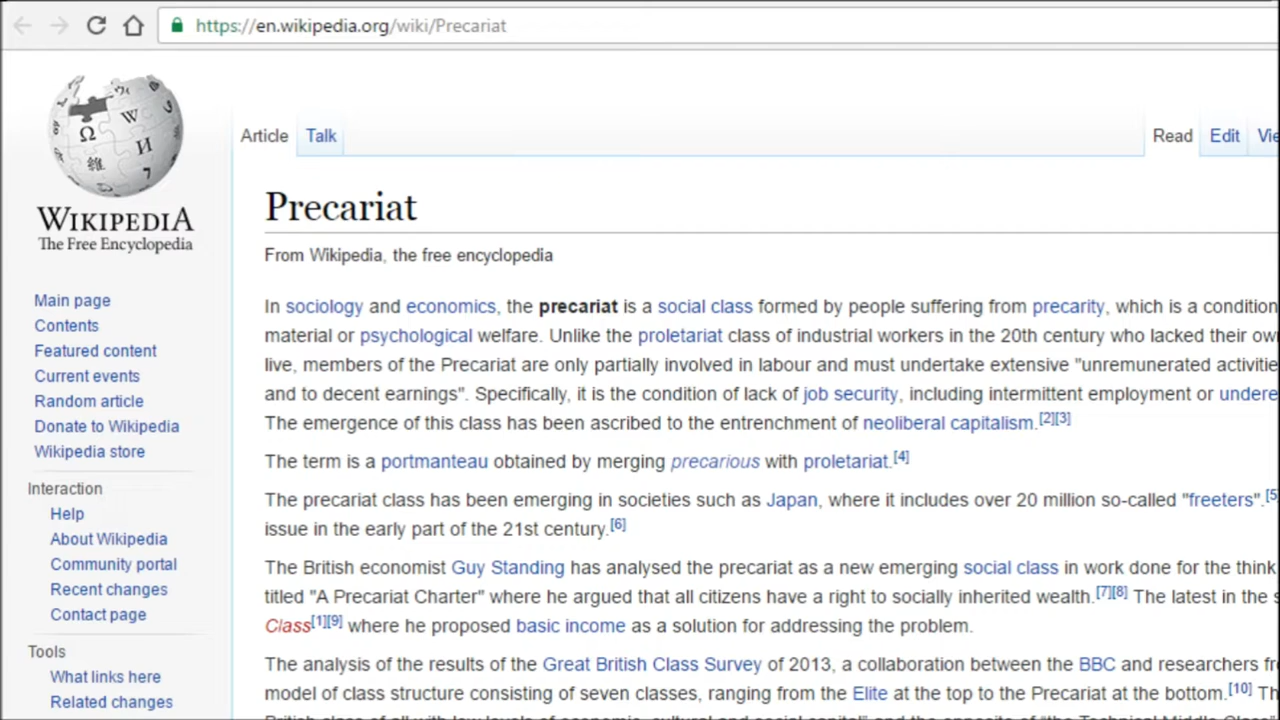 https://en.wikipedia.org/wiki/Precariat
WIKIPEDIA
The Free Encyclopedia
Main page
Contents
Featured content
Current events
Random article
Donate to Wikipedia
Wikipedia store
Interaction
Help
About Wikipedia
Community portal
Recent changes
Contact page
Tools
What links here
Related changes
Article Talk Read Edit
Precariat
From Wikipedia, the free encyclopedia
In sociology and economics, the precariat is a social class formed by people suffering from precarity, which is a condition
material or psychological welfare. Unlike the proletariat class of industrial workers in the 20th century who lacked their
live, members of the Precariat are only partially involved in labour and must undertake extensive "unremunerated
and to decent earnings". Specifically, it is the condition of lack of job security, including intermittent employment or
The emergence of this class has been ascribed to the entrenchment of neoliberal capitalism.[2][3]
The term is a portmanteau obtained by merging precarious with proletariat.[4]
The precariat class has been emerging in societies such as Japan, where it includes over 20 million so-called "freeters".[5
issue in the early part of the 21st century.[6]
The British economist Guy Standing has analysed the precariat as a new emerging social class in work done for the think
titled "A Precariat Charter" where he argued that all citizens have a right to socially inherited wealth.[7][8] The latest in the
Class[1][9] where he proposed basic income as a solution for addressing the problem.
The analysis of the results of the Great British Class Survey of 2013, a collaboration between the BBC and researchers
model of class structure consisting of seven classes, ranging from the Elite at the top to the Precariat at the bottom.[10]